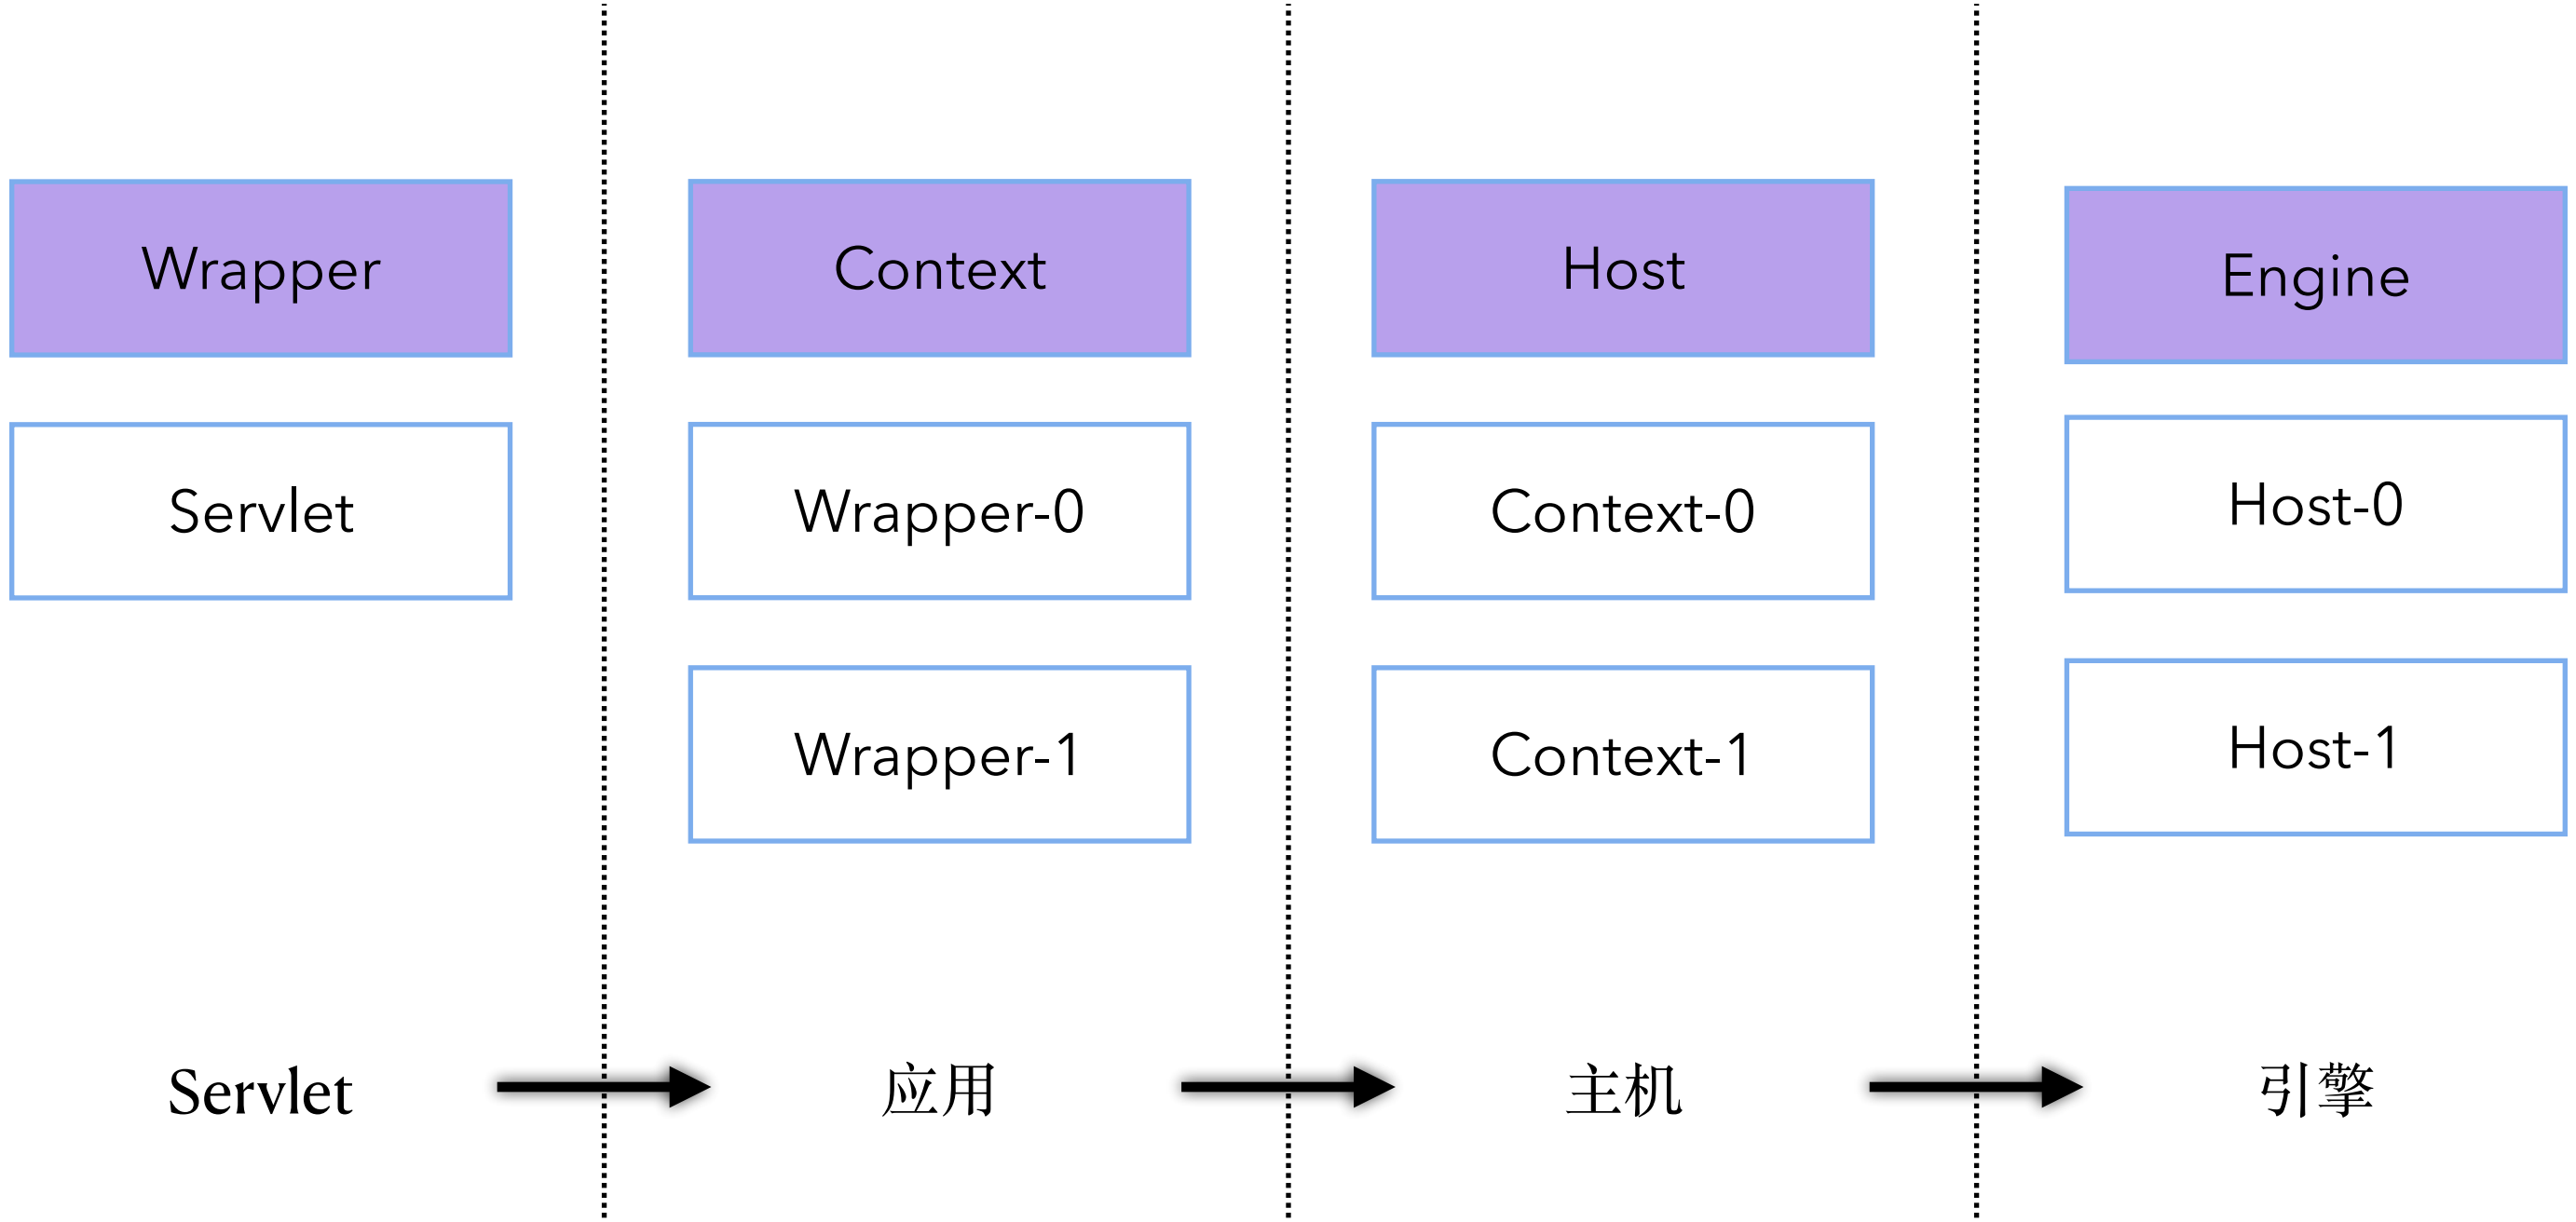 Wrapper
Context
Host
Engine
Servlet
Wrapper-0
Context-0
Host-0
Wrapper-1
Context-1
Host-1
Servlet
应用
主机
引擎